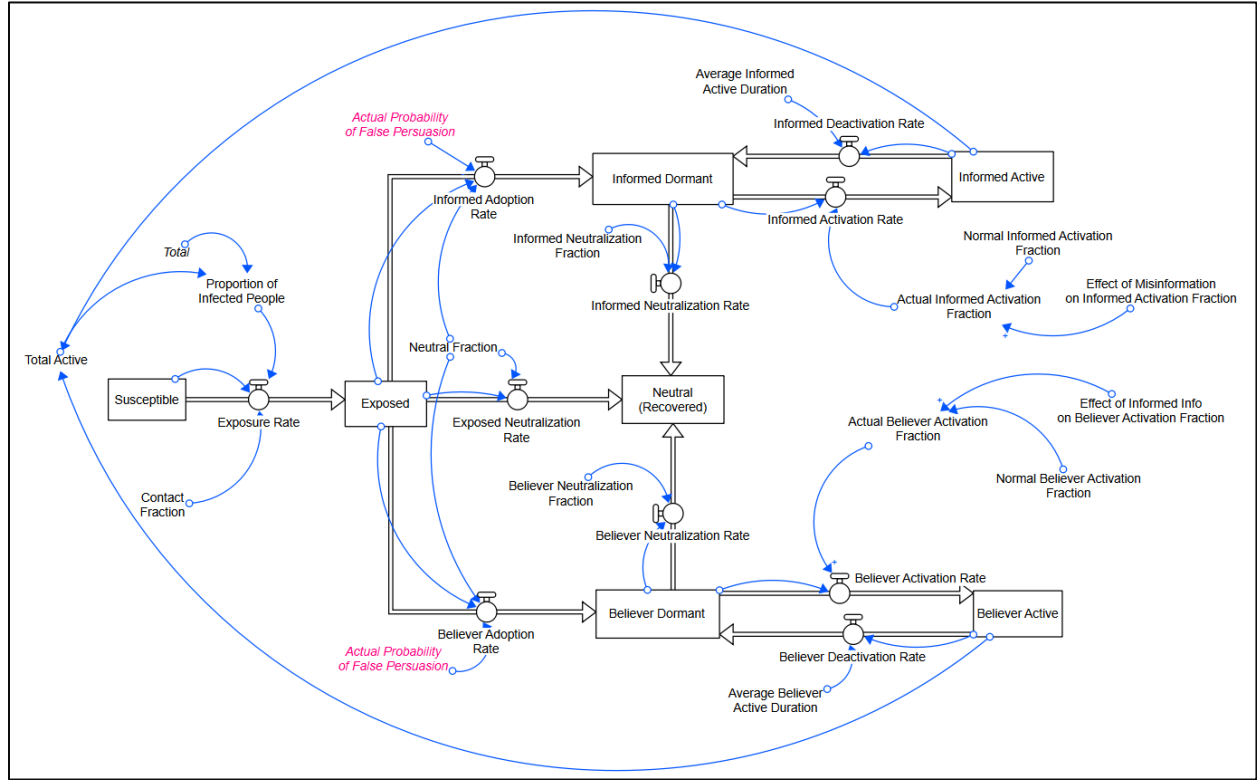 Average Informed
Active Duration
Actual Probability
of False Persuasion
Informed Deactivation Rate
Informed Dormant
Informed Active
Informed Adoption
Rate
Informed Activation Rate
Informed Neutralization
Fraction
Normal Informed Activation
Fraction
Total
Proportion of
Infected People
Informed Neutralization Rate
Actual Informed Activation
Fraction
Effect of Misinformation
on Informed Activation Fraction
Total Active
Neutral Fraction
Susceptible
Exposed
Neutral
(Recovered)
Exposure Rate
Exposed Neutralization
Rate
Actual Believer Activation
Fraction
Effect of Informed Info
on Believer Activation Fraction
Contact
Fraction
Believer Neutralization
Fraction
Normal Believer Activation
Fraction
Believer Neutralization Rate
Believer Activation Rate
Believer Dormant
Believer Active
Believer Adoption
Rate
Actual Probability
of False Persuasion
Believer Deactivation Rate
Average Believer
Active Duration